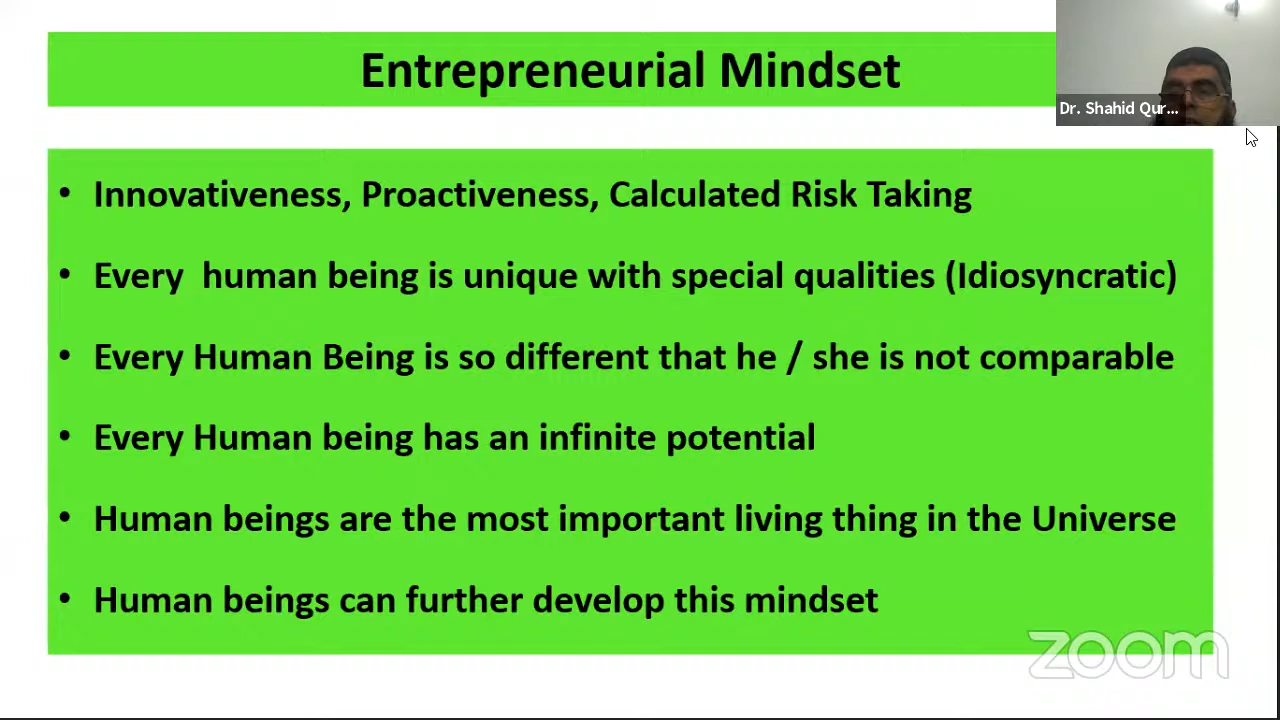 Entrepreneurial Mindset
Dr. Shahid Qur...
• Innovativeness, Proactiveness, Calculated Risk Taking
• Every  human being is unique with special qualities (Idiosyncratic)
• Every Human Being is so different that he / she is not comparable
• Every Human being has an infinite potential
• Human beings are the most important living thing in the Universe
• Human beings can further develop this mindset
zoom